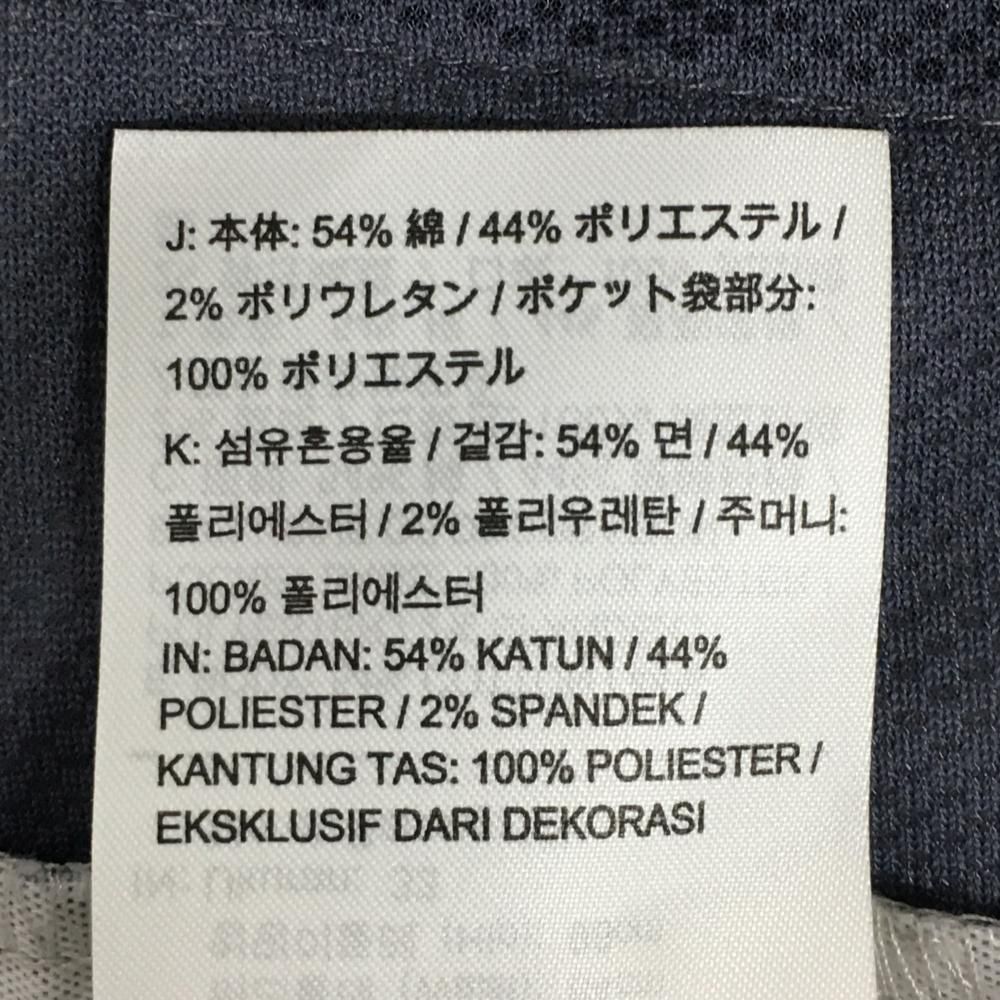 J: 本体: 54% 綿 / 44% ポリエステル /
2% ポリウレタン / ポケット袋部分:
100% ポリエステル
K: 섬유혼용율 / 겉감: 54% 면 / 44%
폴리에스터 / 2% 폴리우레탄 / 주머니:
100% 폴리에스터
IN: BADAN: 54% KATUN / 44%
POLIESTER / 2% SPANDEK /
KANTUNG TAS: 100% POLIESTER /
EKSKLUSIF DARI DEKORASI